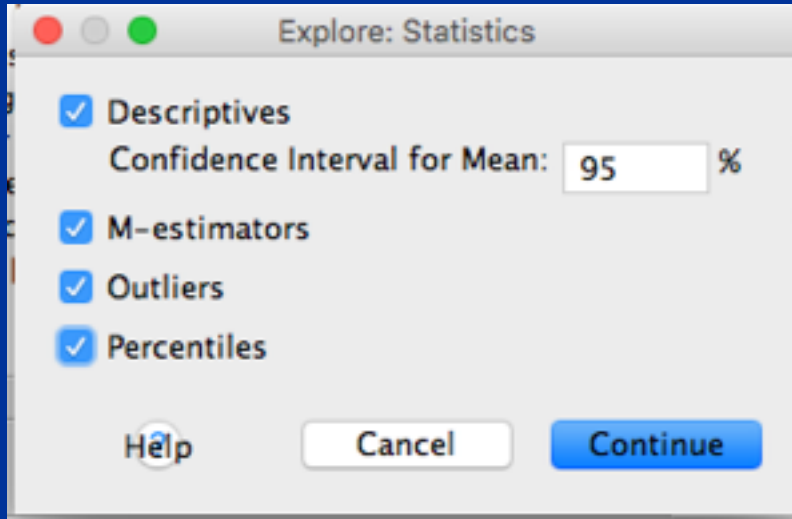 Explore: Statistics
Descriptives
Confidence Interval for Mean: 95 %
M-estimators
Outliers
Percentiles
Help Cancel Continue